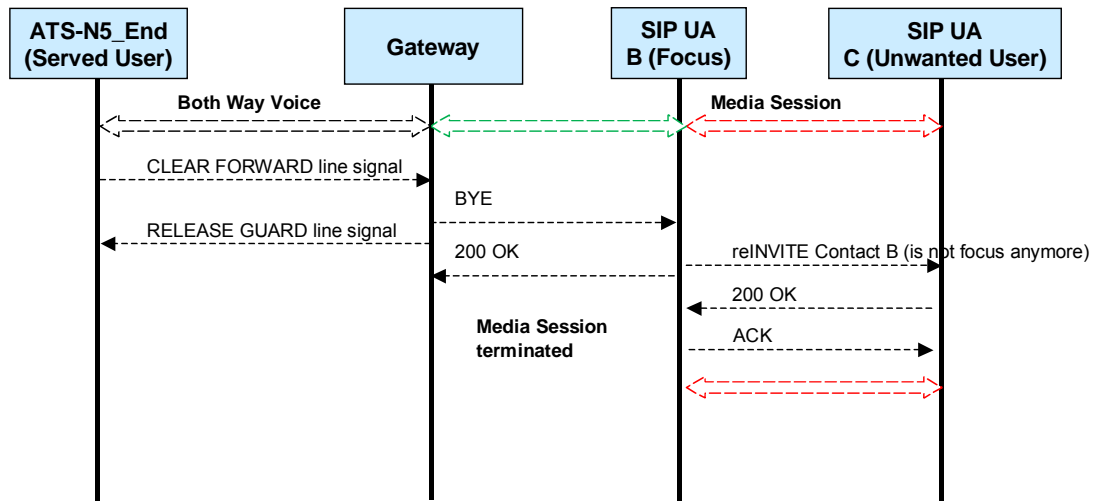 ATS-N5_End
(Served User)
Gateway
SIP UA
B (Focus)
SIP UA
C (Unwanted User)
Both Way Voice
Media Session
CLEAR FORWARD line signal
BYE
RELEASE GUARD line signal
200 OK
reINVITE Contact B (is not focus anymore)
200 OK
Media Session
terminated
ACK